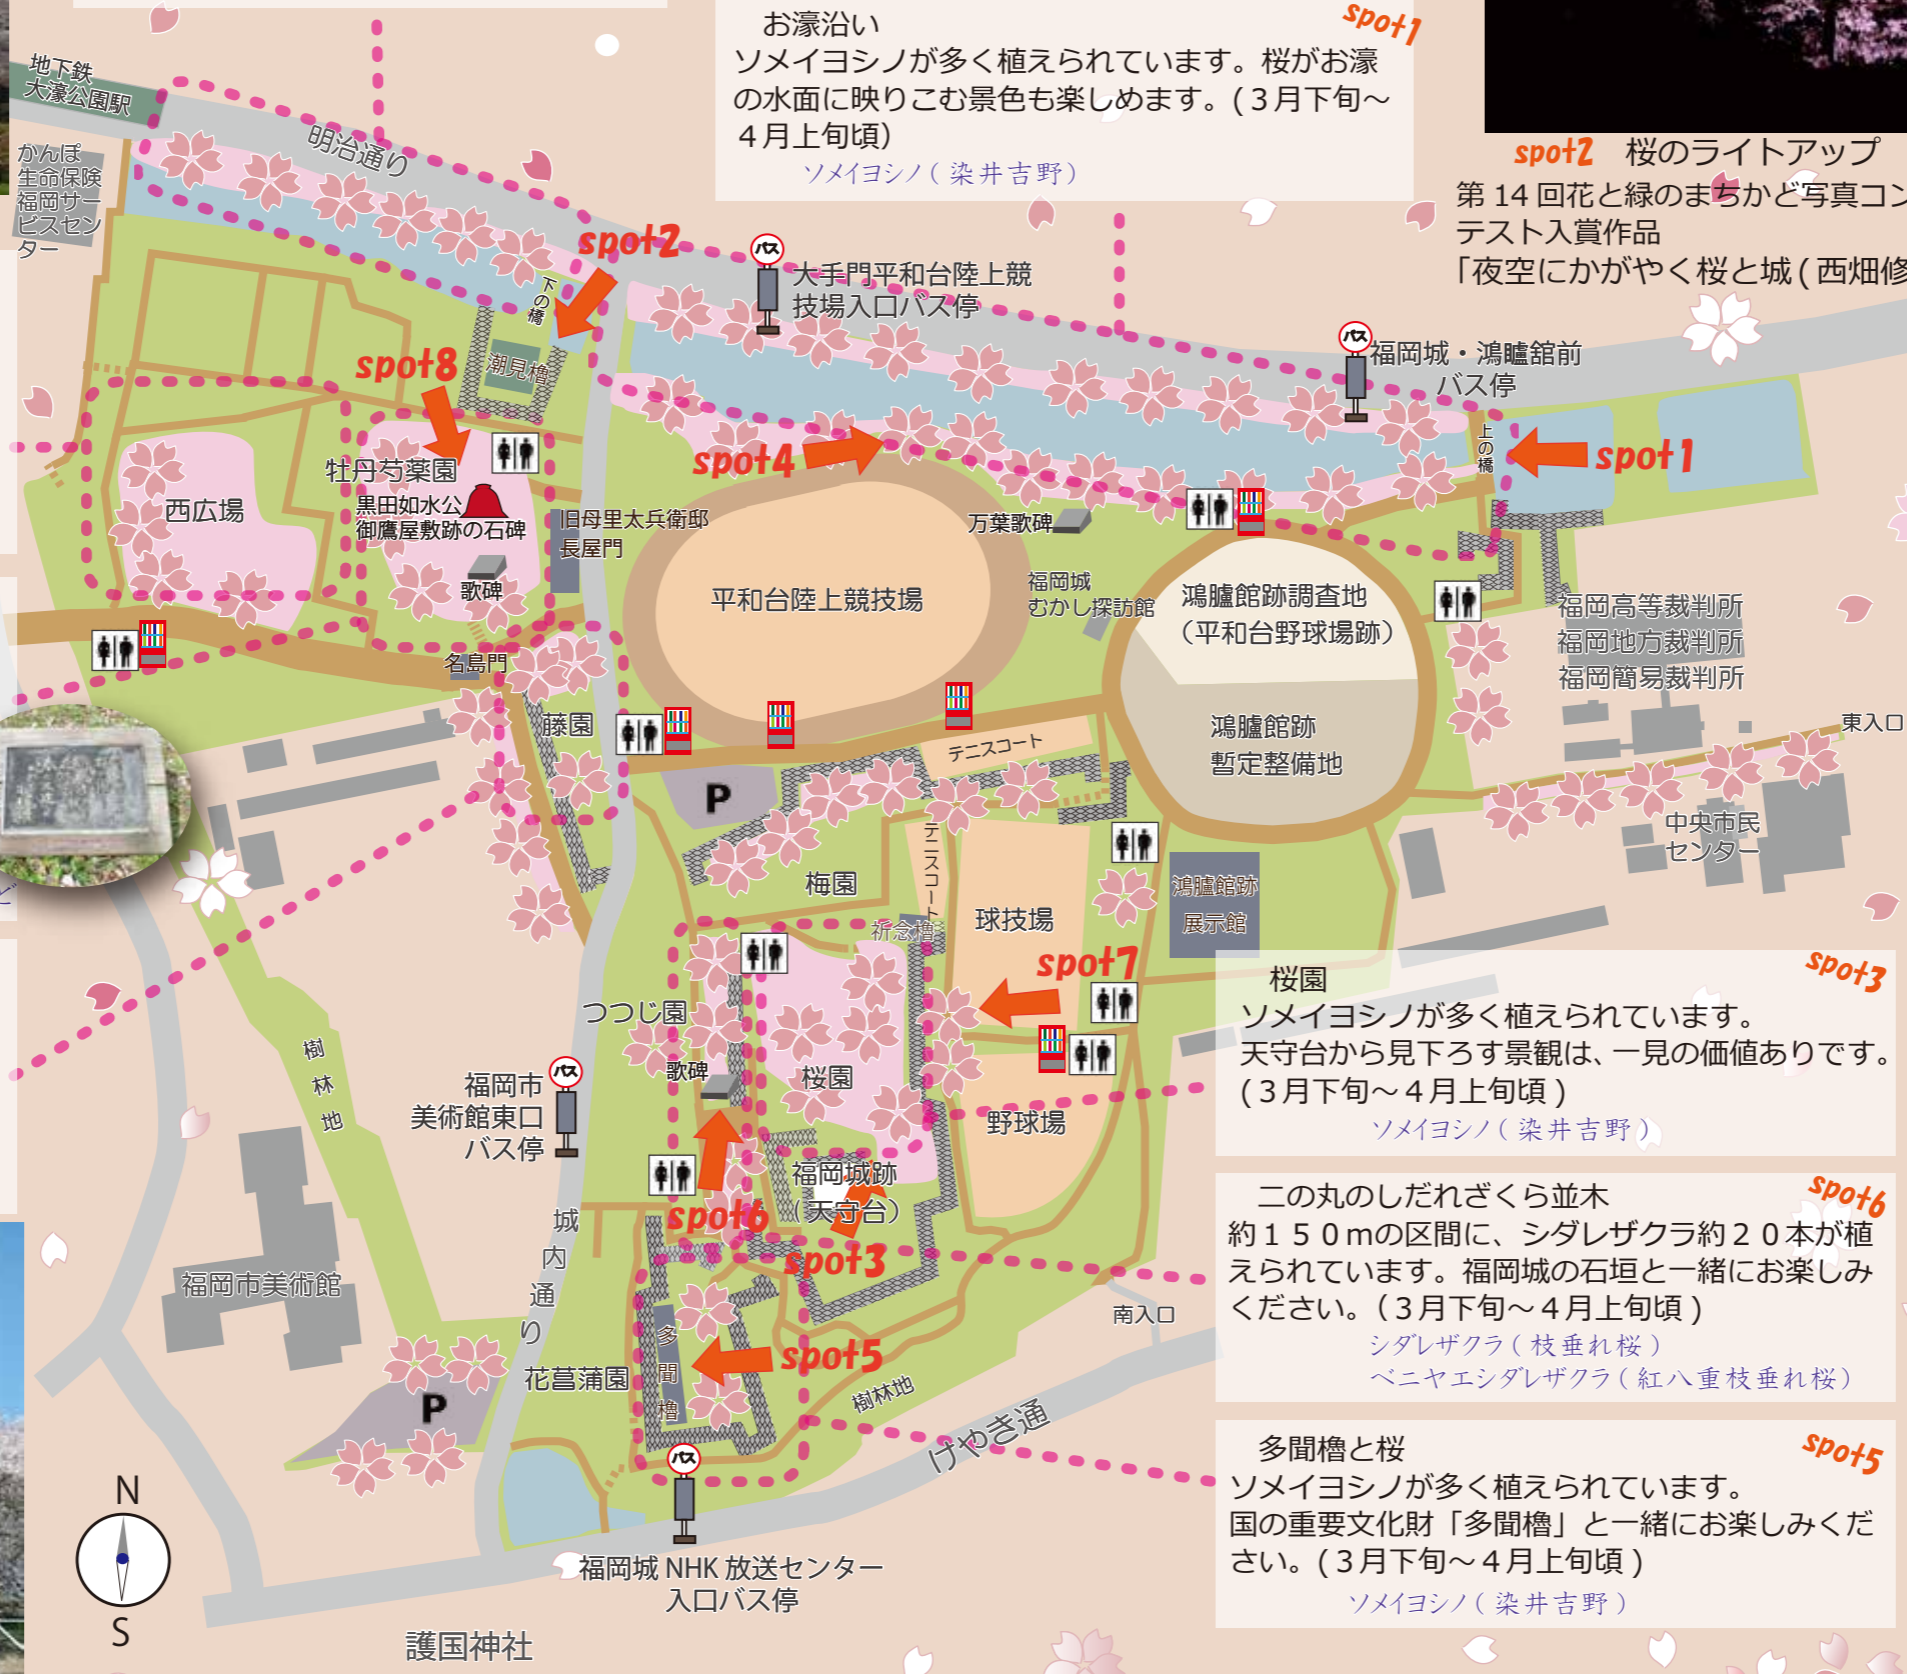 お濠沿い
spot1
ソメイヨシノが多く植えられています。桜がお濠
の水面に映りこむ景色も楽しめます。(３月下旬～
４月上旬頃)
ソメイヨシノ( 染井吉野)
spot2 桜のライトアップ
第 14 回花と緑のまちかど写真コン
テスト入賞作品
「夜空にかがやく桜と城 ( 西畑修
地下鉄
大濠公園駅
かんぽ
生命保険
福岡サー
ビスセン
ター
明治通り
spot2
下の橋
潮見櫓
大手門平和台陸上競
技場入口バス停
バス
バス
福岡城・鴻臚舘前
バス停
上の橋
spot1
spot8
spot4
牡丹芍薬園
黒田如水公
御鷹屋敷跡の石碑
歌碑
西広場
旧母里太兵衛邸
長屋門
名島門
藤園
平和台陸上競技場
万葉歌碑
福岡城
むかし探訪館
鴻臚館跡調査地
（平和台野球場跡）
鴻臚館跡
暫定整備地
福岡高等裁判所
福岡地方裁判所
福岡簡易裁判所
東入口
中央市民
センター
テニスコート
テニスコート
P
梅園
祈念櫓
球技場
鴻臚館跡
展示館
spot7
つつじ園
歌碑
桜園
野球場
福岡市
美術館東口
バス停
バス
樹林地
福岡城跡
（天守台）
spot6
spot3
城内通り
福岡市美術館
多聞櫓
spot5
花菖蒲園
樹林地
南入口
けやき通
P
バス
福岡城 NHK 放送センター
入口バス停
護国神社
N
S
桜園
spot3
ソメイヨシノが多く植えられています。
天守台から見下ろす景観は、一見の価値ありです。
(３月下旬～４月上旬頃 )
ソメイヨシノ( 染井吉野 )
二の丸のしだれざくら並木
spot6
約１５０ｍの区間に、シダレザクラ約２０本が植
えられています。福岡城の石垣と一緒にお楽しみ
ください。（３月下旬～４月上旬頃 )
シダレザクラ( 枝垂れ桜 )
ベニヤエシダレザクラ( 紅八重枝垂れ桜)
多聞櫓と桜
spot5
ソメイヨシノが多く植えられています。
国の重要文化財「多聞櫓」と一緒にお楽しみくだ
さい。(３月下旬～４月上旬頃 )
ソメイヨシノ( 染井吉野 )